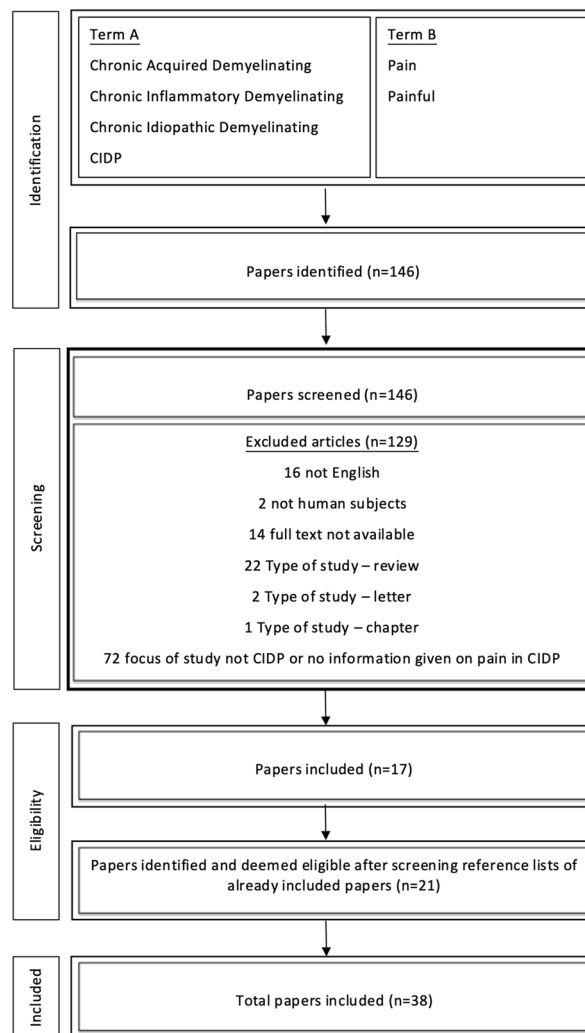 Identification
Term A
Chronic Acquired Demyelinating
Chronic Inflammatory Demyelinating
Chronic Idiopathic Demyelinating
CIDP
Term B
Pain
Painful
Papers identified (n=146)
Screening
Papers screened (n=146)
Excluded articles (n=129)
16 not English
2 not human subjects
14 full text not available
22 Type of study – review
2 Type of study – letter
1 Type of study – chapter
72 focus of study not CIDP or no information given on pain in CIDP
Eligibility
Papers included (n=17)
Papers identified and deemed eligible after screening reference lists of
already included papers (n=21)
Included
Total papers included (n=38)